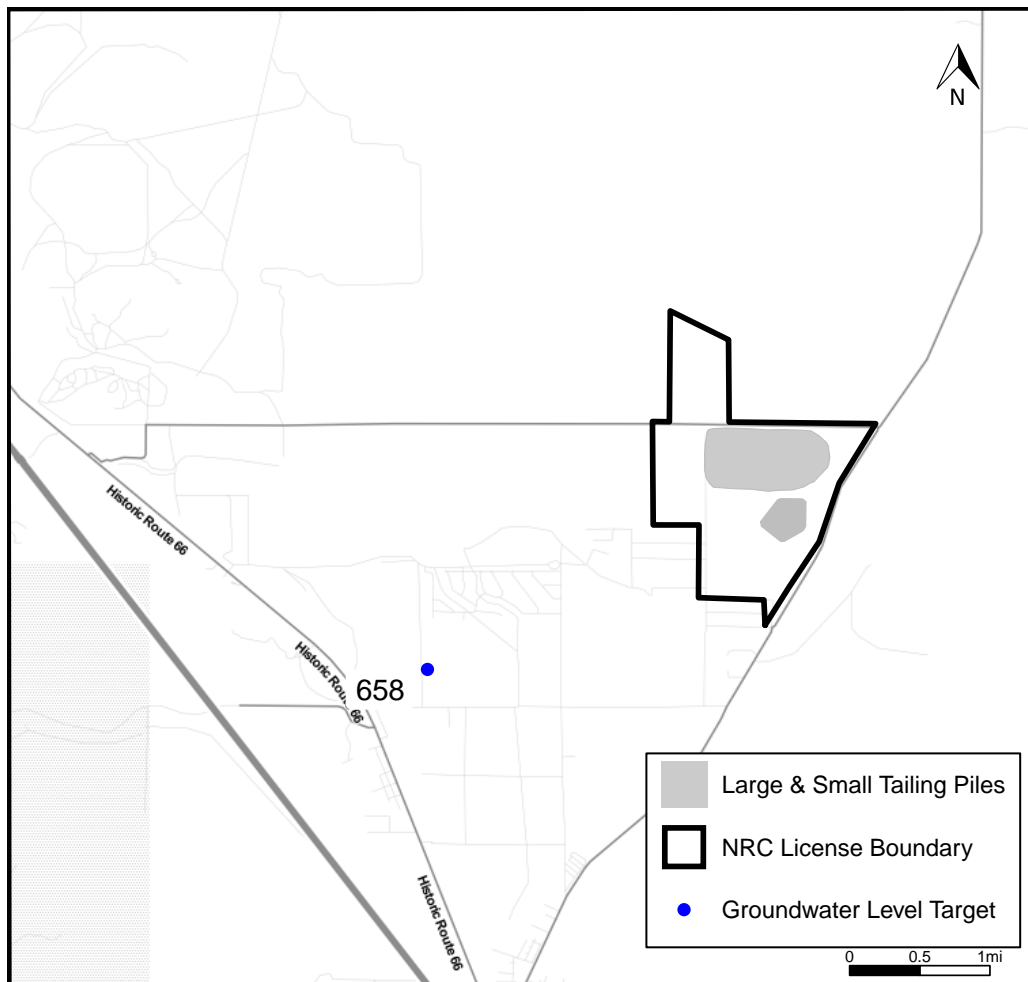 N
Historic Route 66
Historic Route 66
658
Historic Route 66
Large & Small Tailing Piles
NRC License Boundary
Groundwater Level Target
0 0.5 1mi